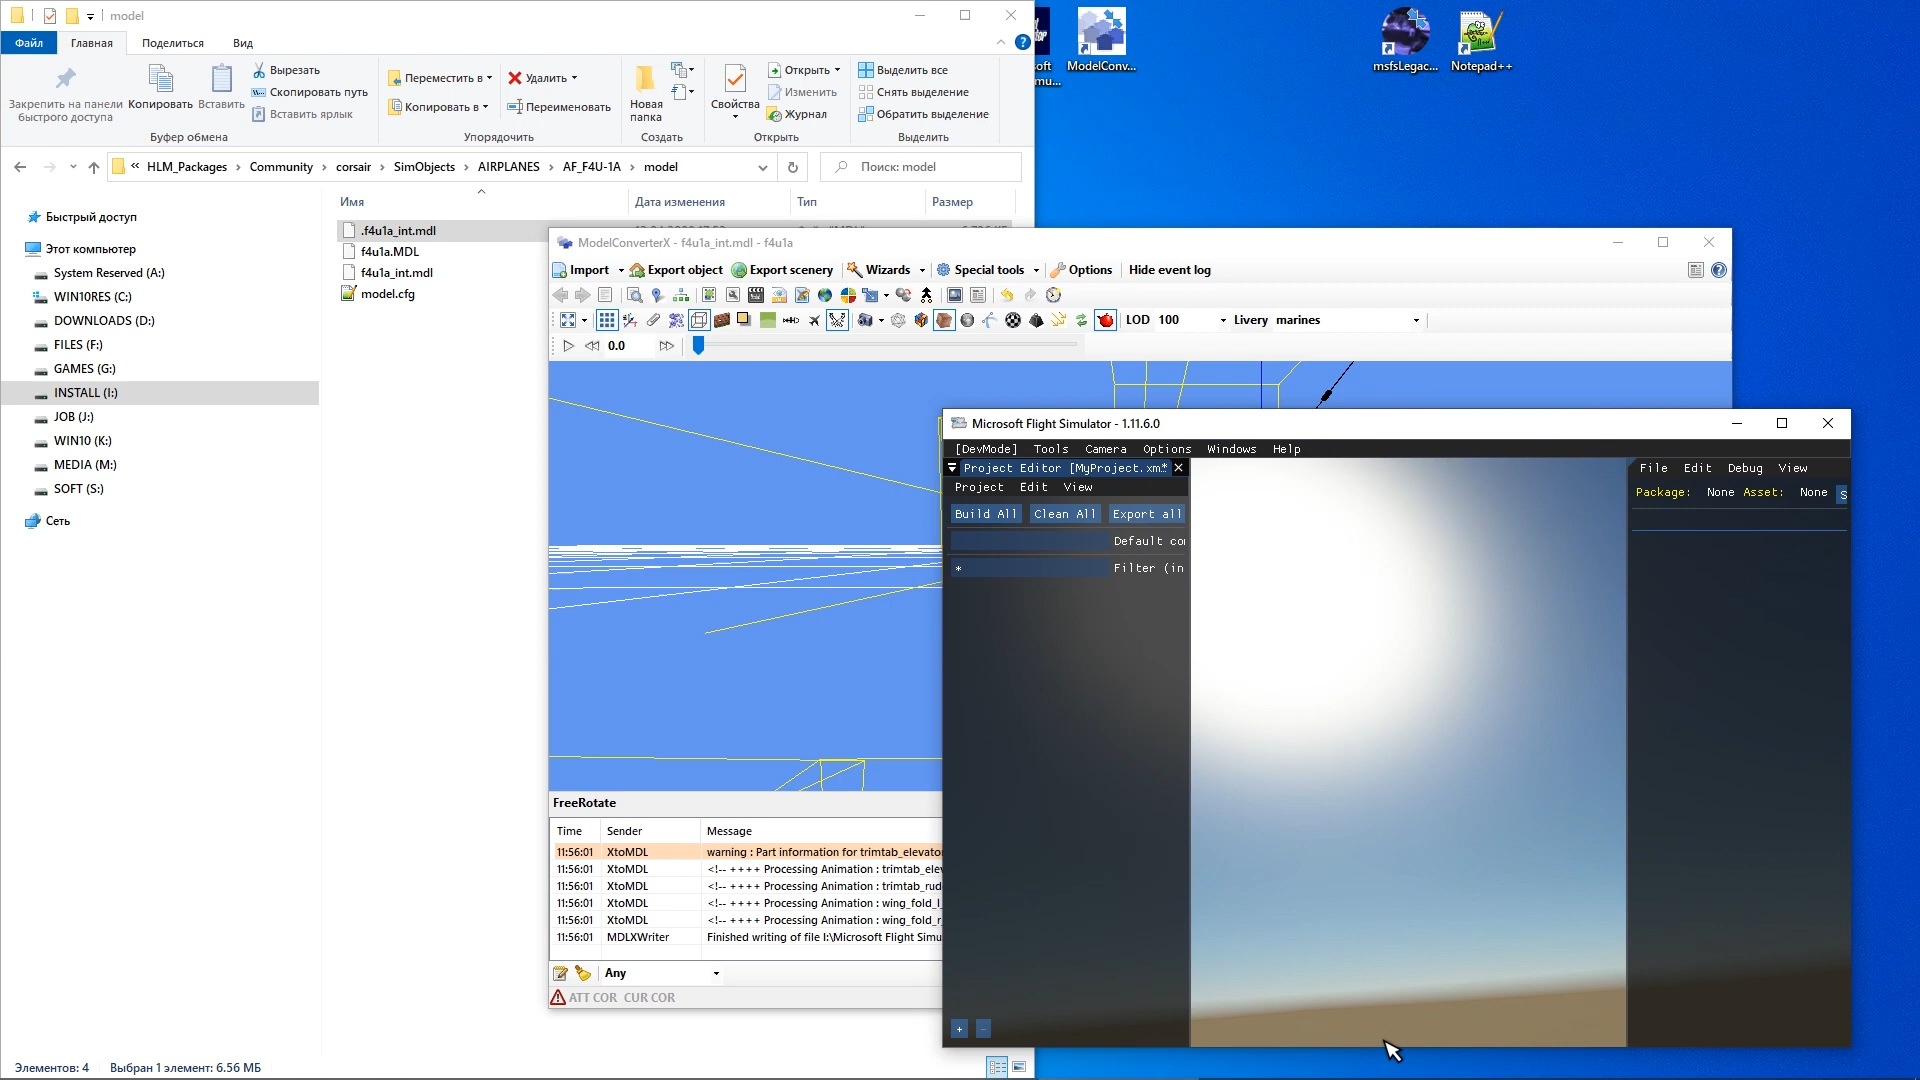 model
Файл
Главная
Поделиться
Вид
Закрепить на панели
быстрого доступа
Копировать
Вставить
Вырезать
Скопировать путь
Вставить ярлык
Буфер обмена
Переместить в
Копировать в
Удалить
Переименовать
Упорядочить
Новая
папка
Создать
Свойства
Открыть
Изменить
Журнал
Открыть
Выделить все
Снять выделение
Обратить выделение
Выделить
« HLM_Packages › Community › corsair › SimObjects › AIRPLANES › AF_F4U-1A › model
Поиск: model
Быстрый доступ
Этот компьютер
System Reserved (A:)
WIN10RES (C:)
DOWNLOADS (D:)
FILES (F:)
GAMES (G:)
INSTALL (I:)
JOB (J:)
WIN10 (K:)
MEDIA (M:)
SOFT (S:)
Сеть
Имя
Дата изменения
Тип
Размер
.f4u1a_int.mdl
f4u1a.MDL
f4u1a_int.mdl
model.cfg
Элементов: 4
Выбран 1 элемент: 6.56 МБ
ModelConv...
msfsLegac...
Notepad++
ModelConverterX - f4u1a_int.mdl - f4u1a
Import
Export object
Export scenery
Wizards
Special tools
Options
Hide event log
LOD 100
Livery marines
0.0
FreeRotate
Time Sender Message
11:56:01 XtoMDL warning : Part information for trimtab_elevato
11:56:01 XtoMDL <!-- ++++ Processing Animation : trimtab_ele
11:56:01 XtoMDL <!-- ++++ Processing Animation : trimtab_rud
11:56:01 XtoMDL <!-- ++++ Processing Animation : wing_fold_l
11:56:01 XtoMDL <!-- ++++ Processing Animation : wing_fold_r
11:56:01 MDLXWriter Finished writing of file I:\Microsoft Flight Simu
Any
ATT COR CUR COR
Microsoft Flight Simulator - 1.11.6.0
[DevMode] Tools Camera Options Windows Help
Project Editor [MyProject.xm*
Project Edit View
Build All
Clean All
Export all
Default co
* Filter (in
+
-
File Edit Debug View
Package: None Asset: None S